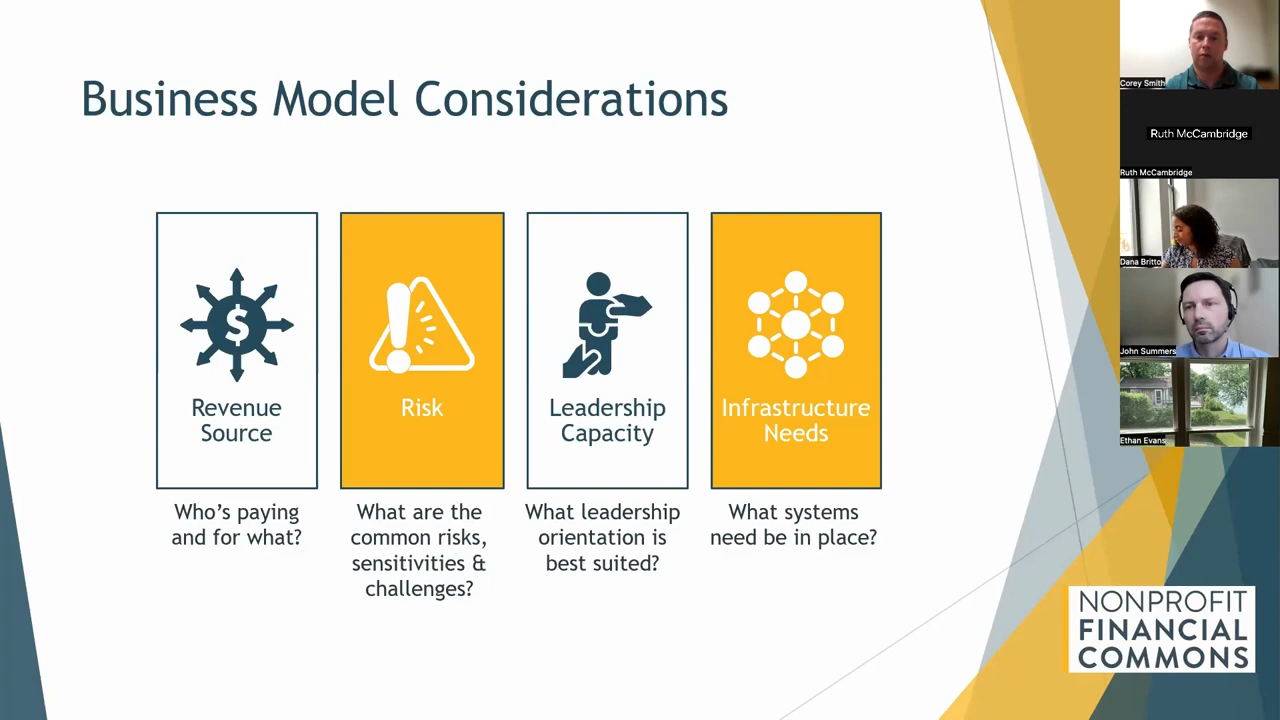 Business Model Considerations
$
Revenue
Source
Who's paying
and for what?
Risk
What are the
common risks,
sensitivities &
challenges?
Leadership
Capacity
What leadership
orientation is
best suited?
Infrastructure
Needs
What systems
need be in place?
Corey Smith
Ruth McCambridge
Ruth McCambridge
Dana Britto
John Summers
Ethan Evans
NONPROFIT
FINANCIAL
COMMONS